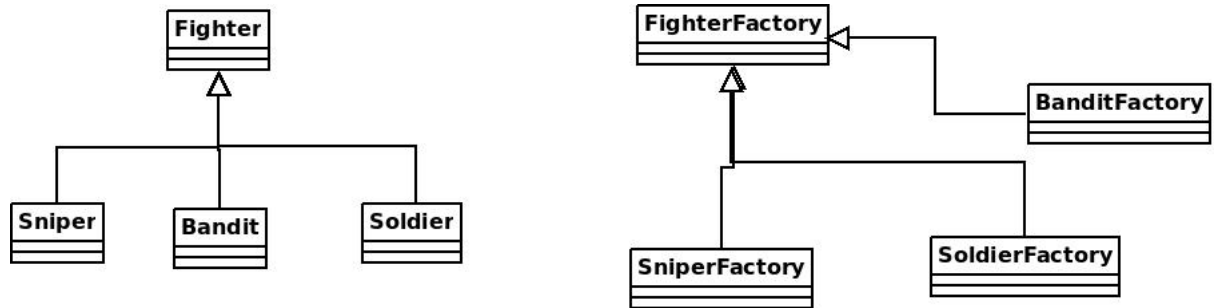 Fighter
Sniper
Bandit
Soldier
FighterFactory
BanditFactory
SniperFactory
SoldierFactory